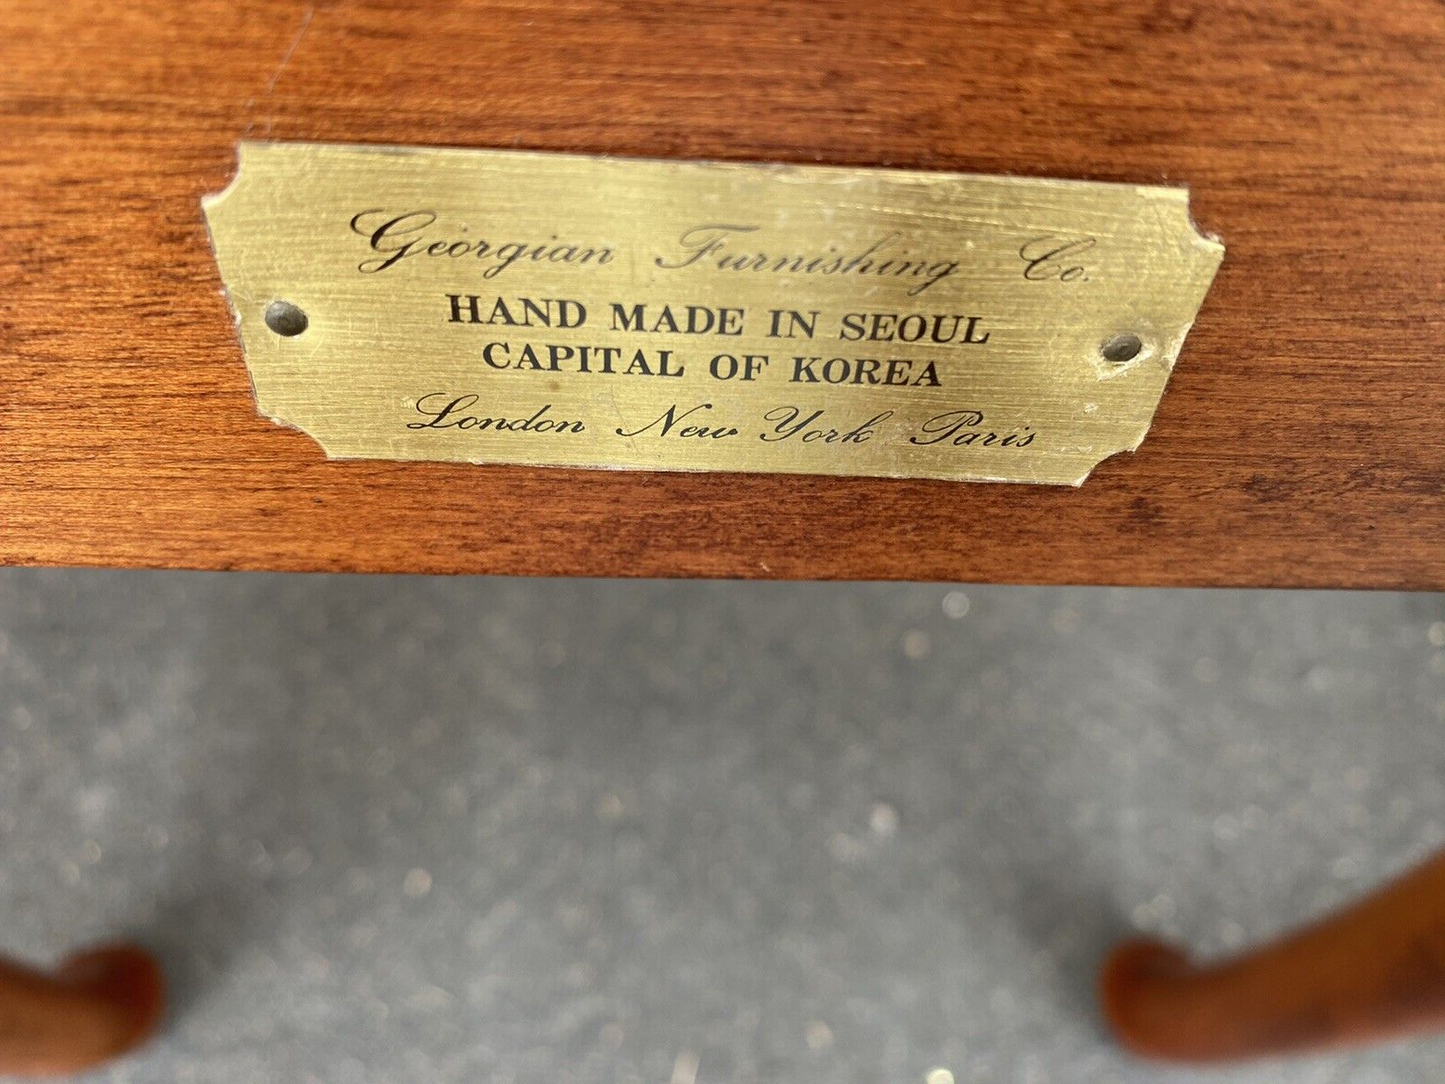 Georgian Furnishing Co.
HAND MADE IN SEOUL
CAPITAL OF KOREA
London New York Paris